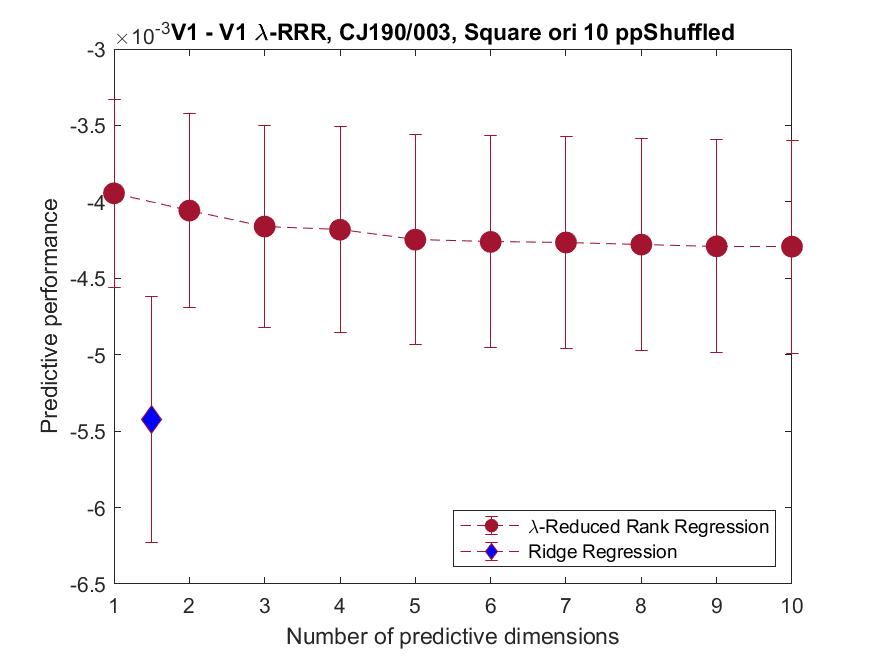 ×10-3
V1 - V1 λ-RRR, CJ190/003, Square ori 10 ppShuffled
-3
-3.5
-4
-4.5
-5
-5.5
-6
-6.5
Predictive performance
λ-Reduced Rank Regression
Ridge Regression
1 2 3 4 5 6 7 8 9 10
Number of predictive dimensions